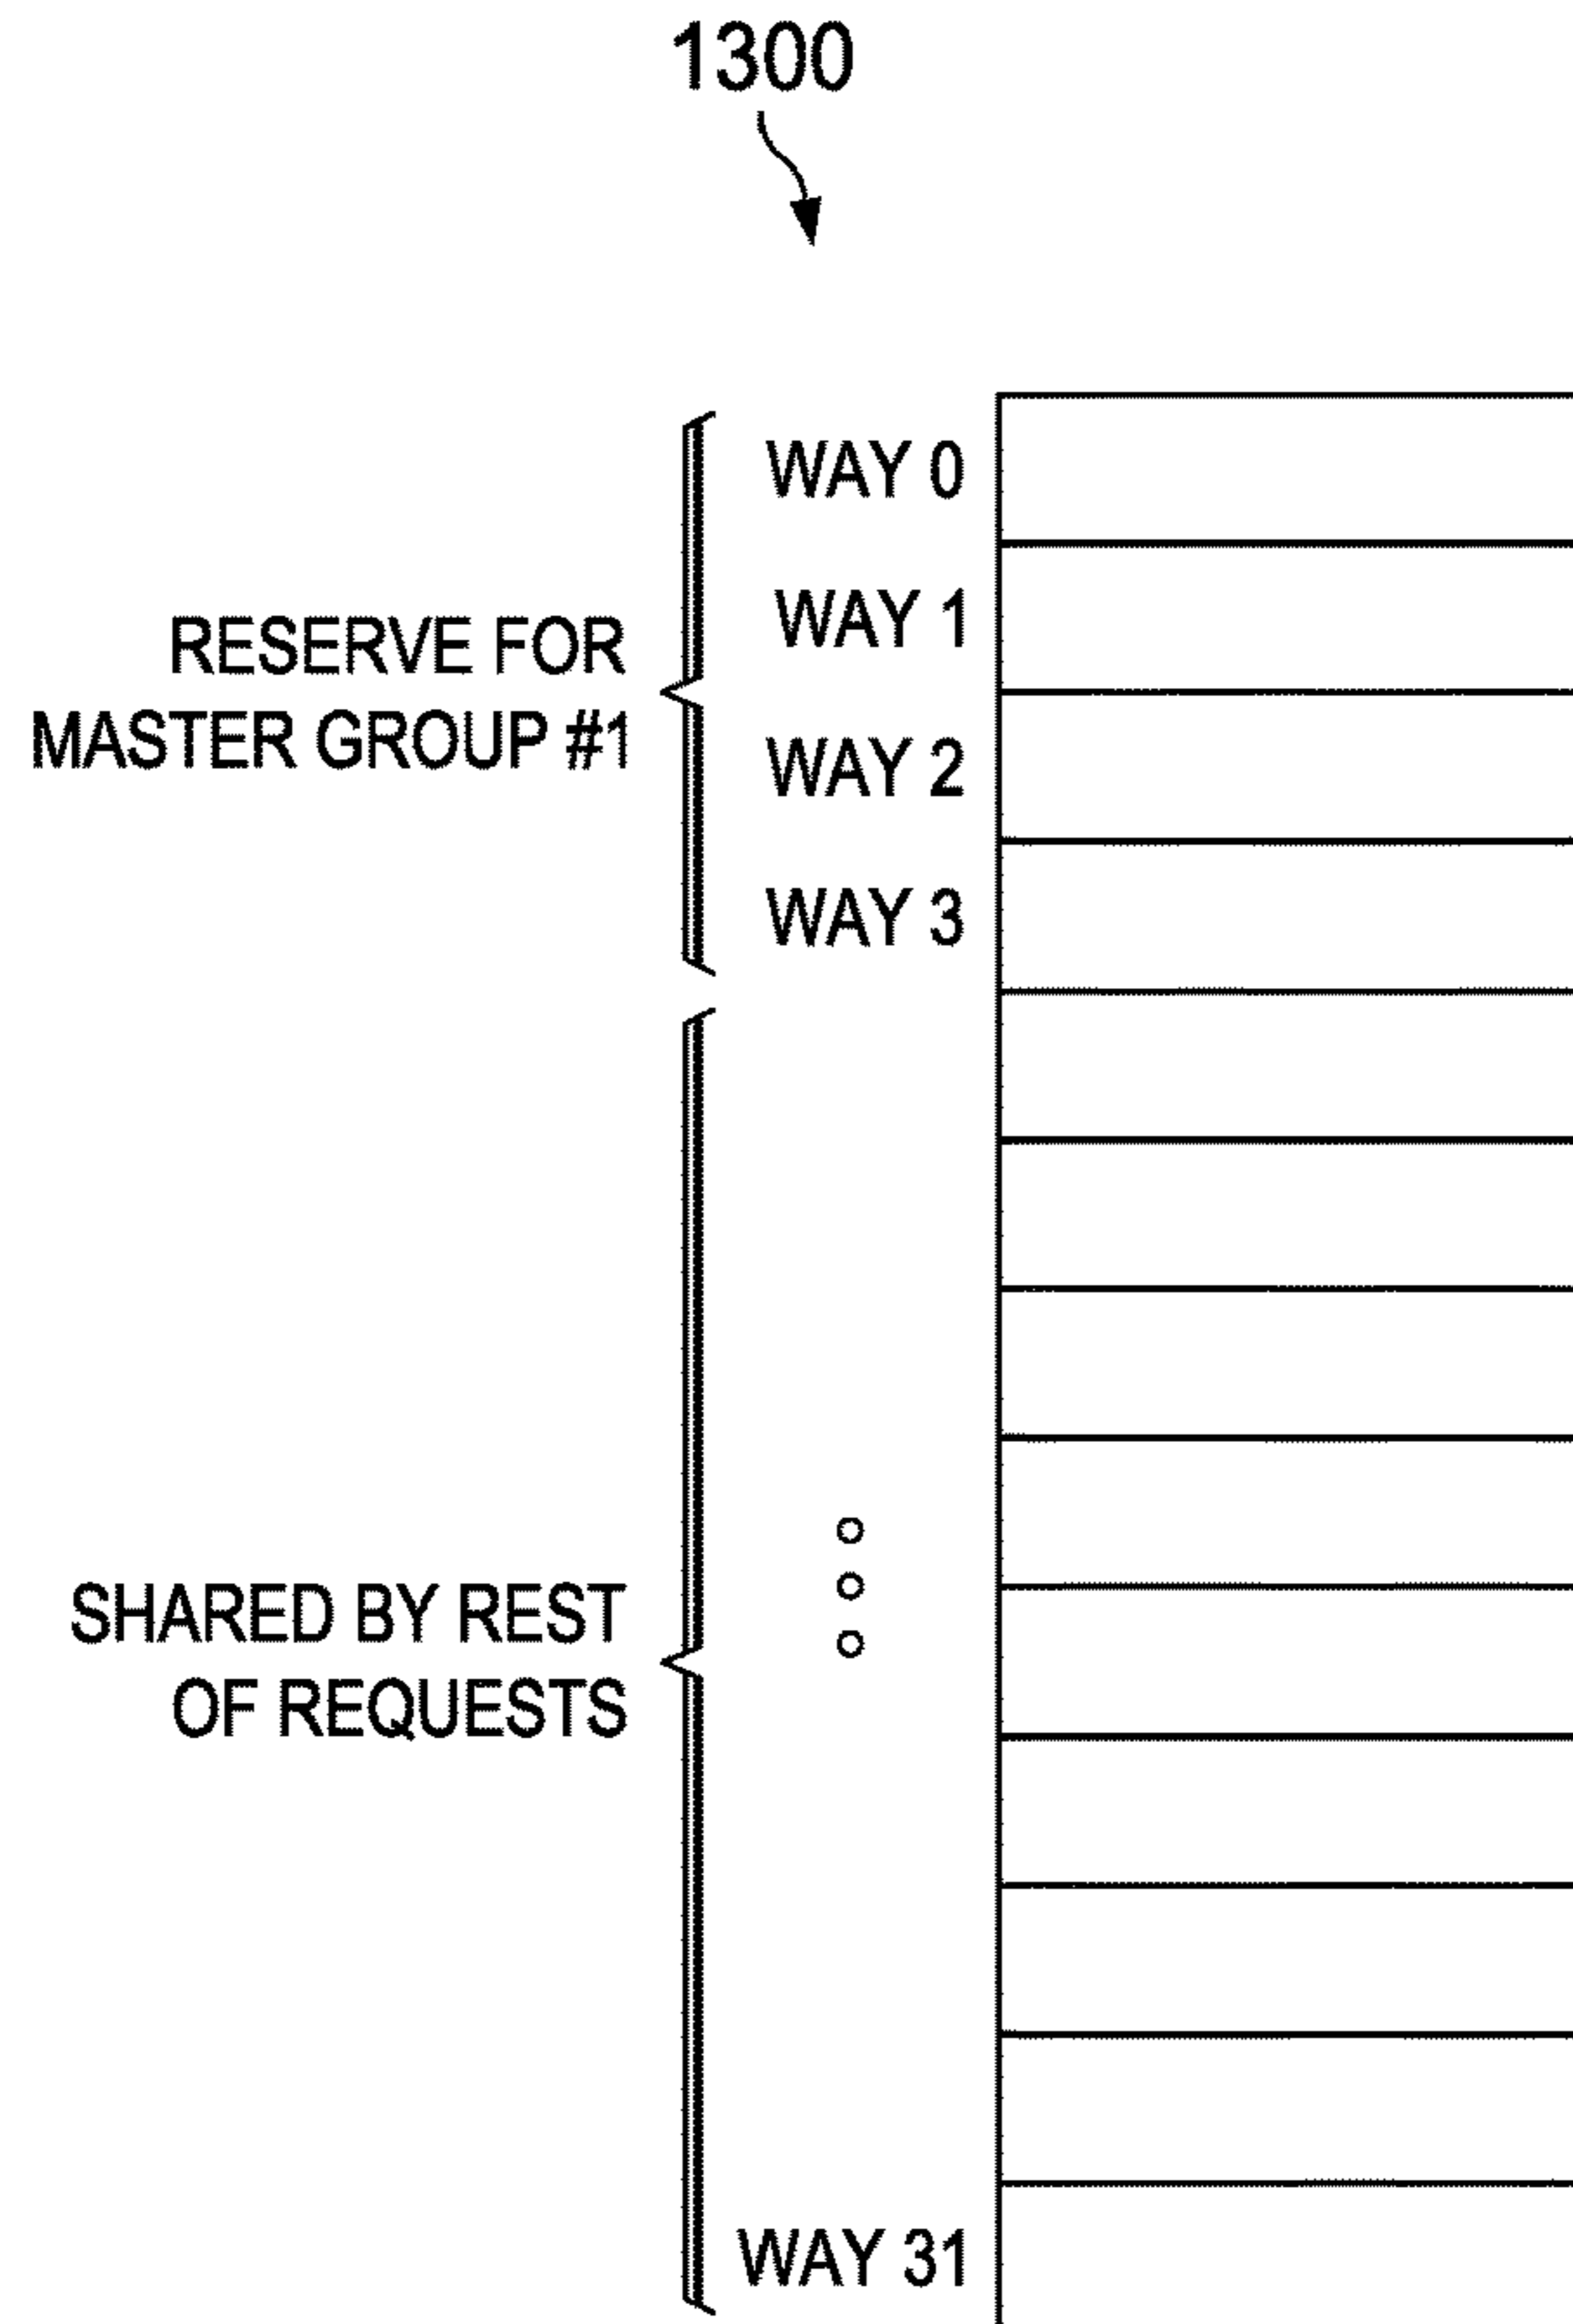 1300
WAY 0
WAY 1
RESERVE FOR
MASTER GROUP #1
WAY 2
WAY 3
SHARED BY REST
OF REQUESTS
WAY 31